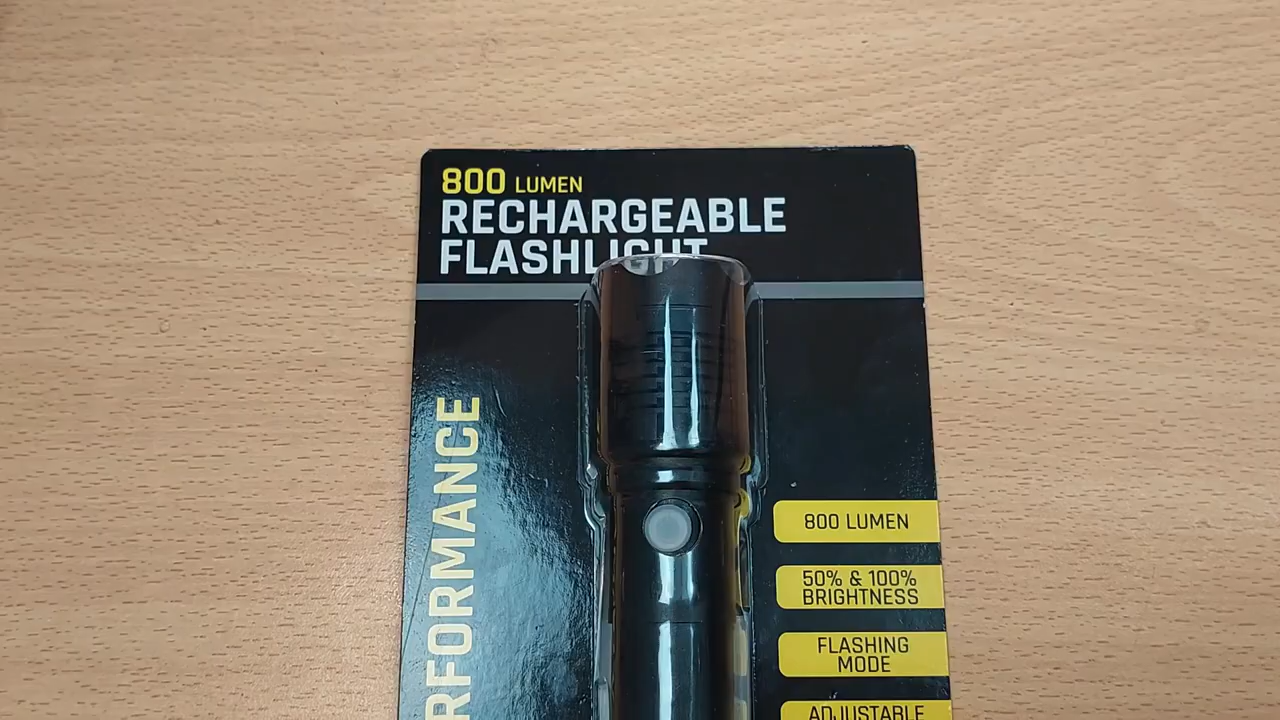 800 LUMEN
RECHARGEABLE
FLASHLIGHT
RFORMANCE
800 LUMEN
50% & 100%
BRIGHTNESS
FLASHING
MODE
ADJUSTABLE